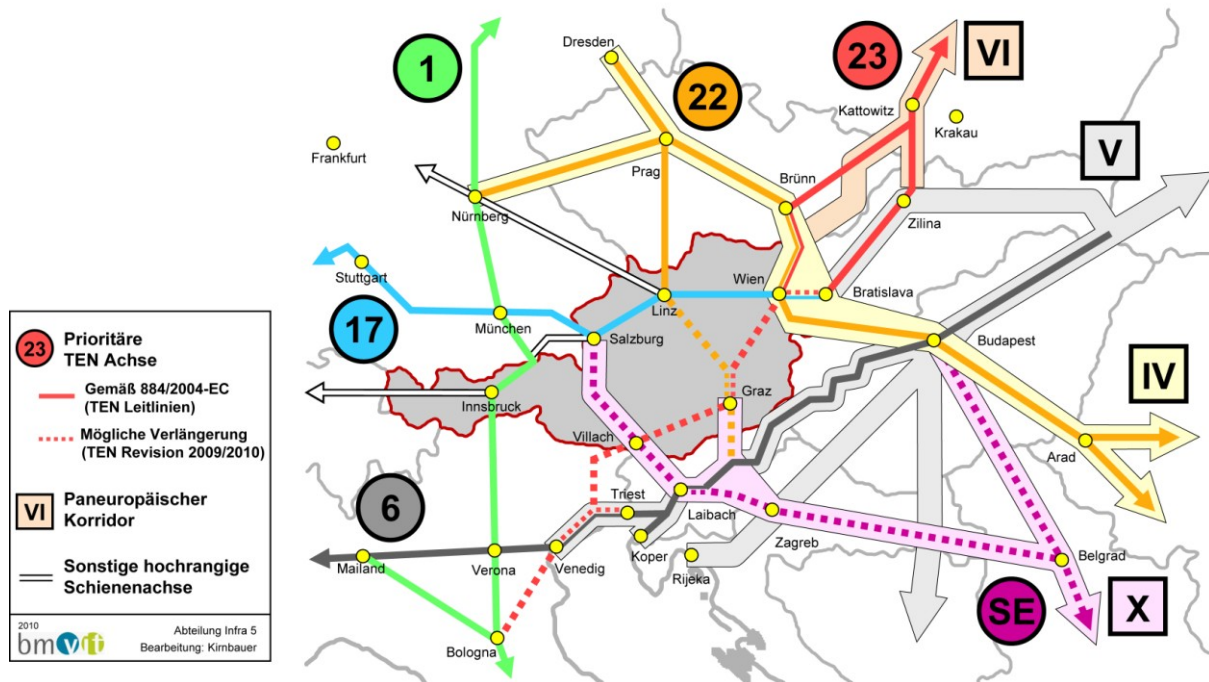 1
Dresden
22
23
VI
Kattowitz
Krakau
Frankfurt
Prag
Brünn
V
Nürnberg
Zilina
Stuttgart
Wien
Bratislava
Linz
17
München
Salzburg
Budapest
IV
Innsbruck
Graz
Villach
Arad
6
Triest
Laibach
Koper
Zagreb
Mailand
Verona
Venedig
Rijeka
Belgrad
SE
X
Bologna
23
Prioritäre
TEN Achse
Gemäß 884/2004-EC
(TEN Leitlinien)
Mögliche Verlängerung
(TEN Revision 2009/2010)
VI
Paneuropäischer
Korridor
Sonstige hochrangige
Schienenachse
2010
bmvit
Abteilung Infra 5
Bearbeitung: Kirnbauer